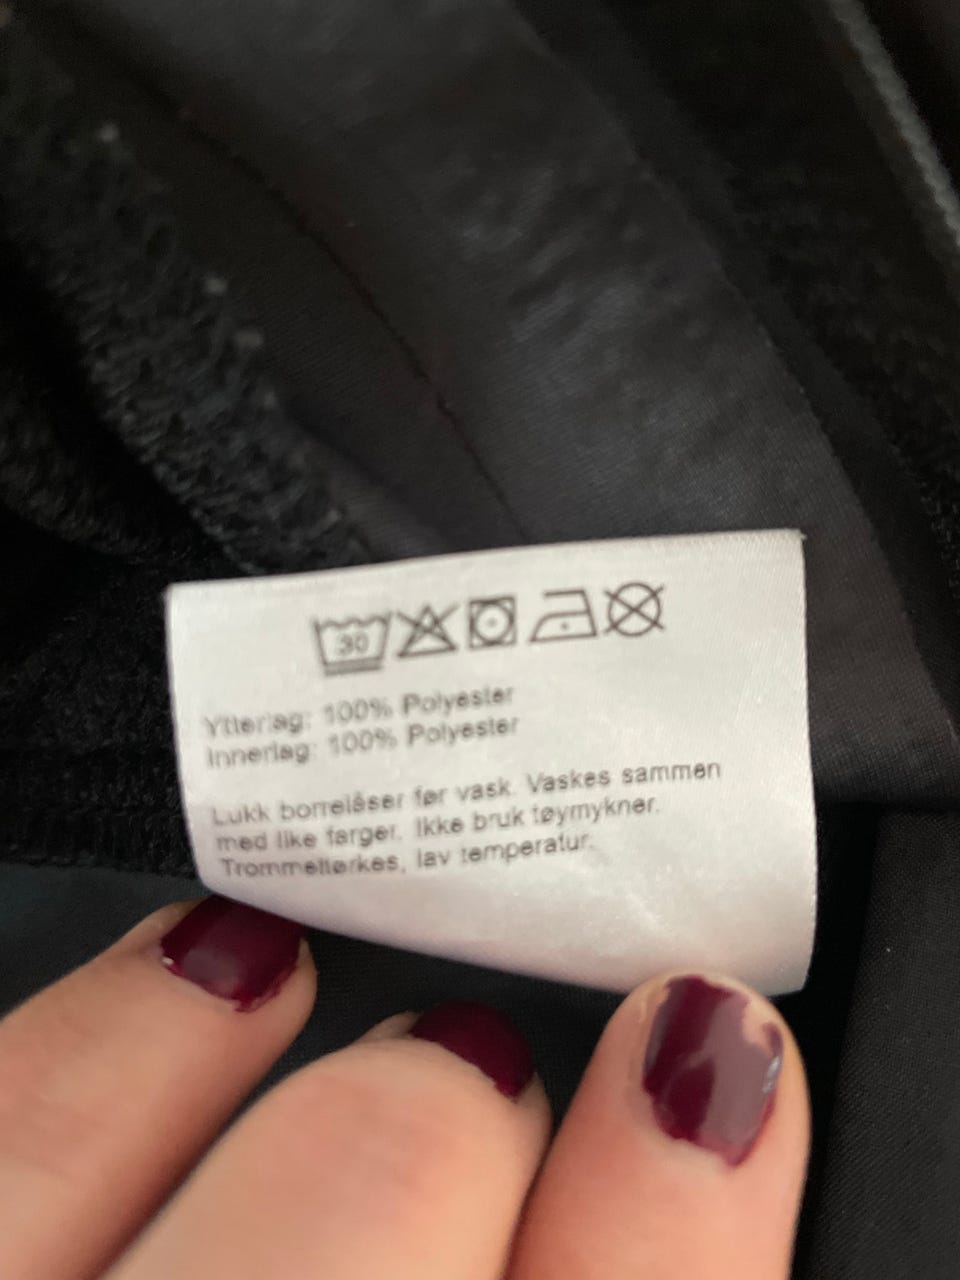 30
Ytterlag: 100% Polyester
Innerlag: 100% Polyester
Lukk borrelåser før vask. Vaskes sammen
med like farger. Ikke bruk tøymykner.
Trommeltørkes, lav temperatur.